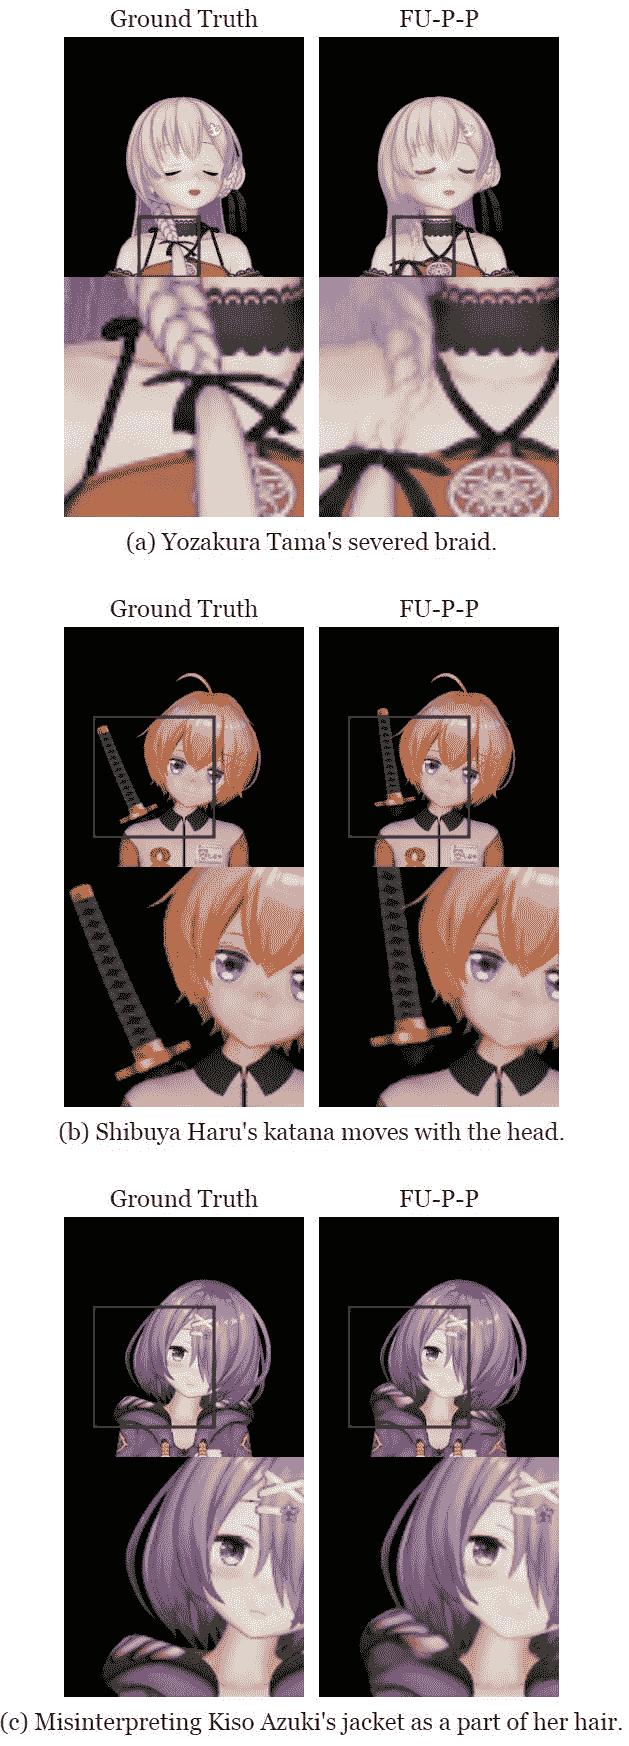 Ground Truth FU-P-P
(a) Yozakura Tama's severed braid.
Ground Truth FU-P-P
(b) Shibuya Haru's katana moves with the head.
Ground Truth FU-P-P
(c) Misinterpreting Kiso Azuki's jacket as a part of her hair.